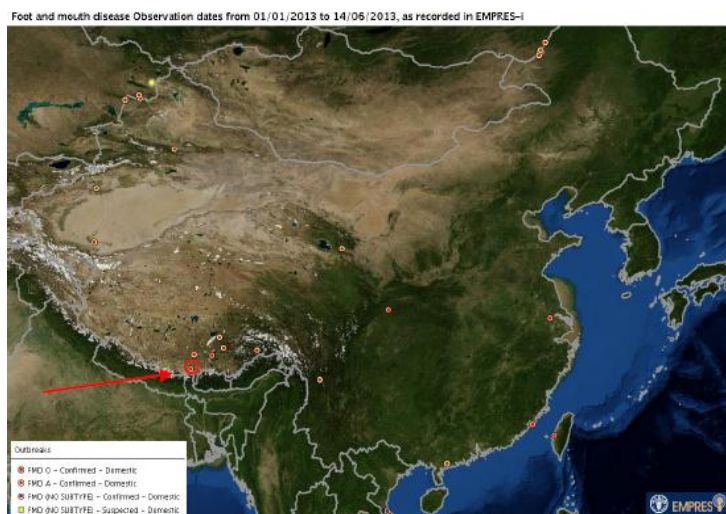 Foot and mouth disease Observation dates from 01/01/2013 to 14/06/2013, as recorded in EMPRES-i
Outbreaks
FMD O - Confirmed - Domestic
FMD A - Confirmed - Domestic
FMD (NO SUBTYPE) - Confirmed - Domestic
FMD (NO SUBTYPE) - Suspected - Domestic
EMPRES